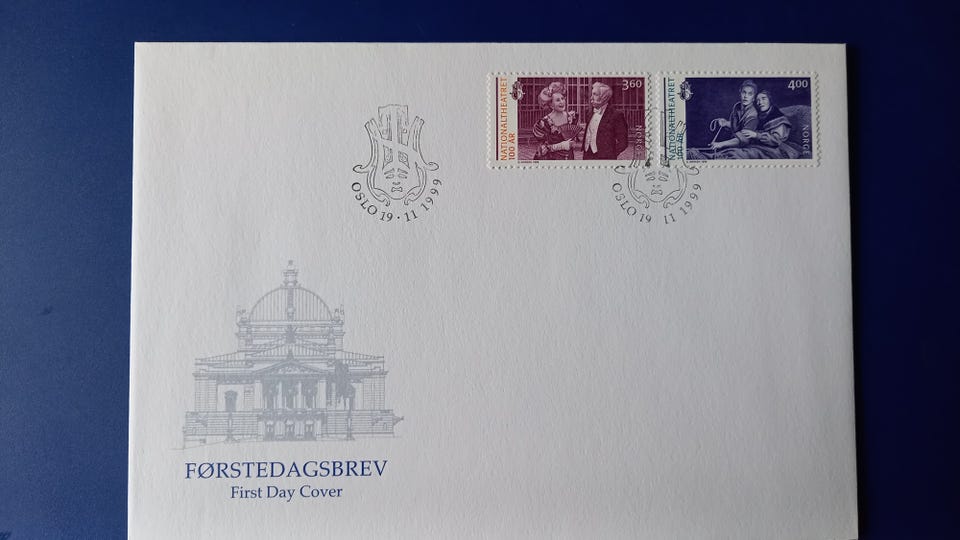 NATIONALTHEATRET
100 ÅR
3.60
NORGE
NATIONALTHEATRET
100 ÅR
4.00
NORGE
OSLO 19 · 11 1999
OSLO 19 11 1999
FØRSTEDAGSBREV
First Day Cover